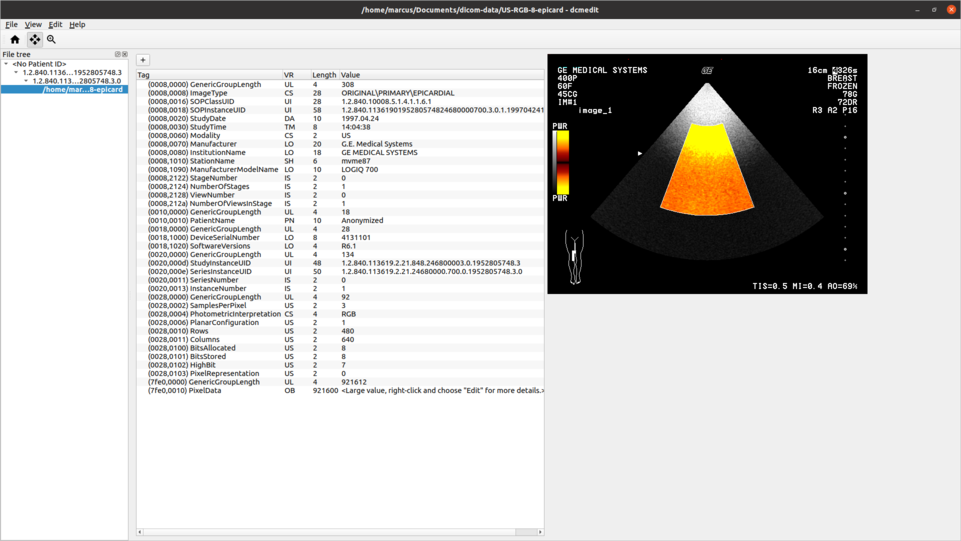 /home/marcus/Documents/dicom-data/US-RGB-8-epicard - dcmedit
File View Edit Help
File tree
<No Patient ID>
1.2.840.1136...1952805748.3
1.2.840.113...2805748.3.0
/home/mar...8-epicard
+
Tag VR Length Value
(0008,0000) GenericGroupLength UL 4 308
(0008,0008) ImageType CS 28 ORIGINAL\PRIMARY\EPICARDIAL
(0008,0016) SOPClassUID UI 28 1.2.840.10008.5.1.4.1.1.6.1
(0008,0018) SOPInstanceUID UI 58 1.2.840.1136190195280574824680000700.3.0.1.199704241
(0008,0020) StudyDate DA 10 1997.04.24
(0008,0030) StudyTime TM 8 14:04:38
(0008,0060) Modality CS 2 US
(0008,0070) Manufacturer LO 20 G.E. Medical Systems
(0008,0080) InstitutionName LO 18 GE MEDICAL SYSTEMS
(0008,1010) StationName SH 6 mvme87
(0008,1090) ManufacturerModelName LO 10 LOGIQ 700
(0008,2122) StageNumber IS 2 0
(0008,2124) NumberOfStages IS 2 1
(0008,2128) ViewNumber IS 2 0
(0008,212a) NumberOfViewsInStage IS 2 1
(0010,0000) GenericGroupLength UL 4 18
(0010,0010) PatientName PN 10 Anonymized
(0018,0000) GenericGroupLength UL 4 28
(0018,1000) DeviceSerialNumber LO 8 4131101
(0018,1020) SoftwareVersions LO 4 R6.1
(0020,0000) GenericGroupLength UL 4 134
(0020,000d) StudyInstanceUID UI 48 1.2.840.113619.2.21.848.246800003.0.1952805748.3
(0020,000e) SeriesInstanceUID UI 50 1.2.840.113619.2.21.24680000.700.0.1952805748.3.0
(0020,0011) SeriesNumber IS 2 0
(0020,0013) InstanceNumber IS 2 1
(0028,0000) GenericGroupLength UL 4 92
(0028,0002) SamplesPerPixel US 2 3
(0028,0004) PhotometricInterpretation CS 4 RGB
(0028,0006) PlanarConfiguration US 2 1
(0028,0010) Rows US 2 480
(0028,0011) Columns US 2 640
(0028,0100) BitsAllocated US 2 8
(0028,0101) BitsStored US 2 8
(0028,0102) HighBit US 2 7
(0028,0103) PixelRepresentation US 2 0
(7fe0,0000) GenericGroupLength UL 4 921612
(7fe0,0010) PixelData OB 921600 <Large value, right-click and choose "Edit" for more details.>
GE MEDICAL SYSTEMS
400P
60F
45CG
IM#1
image_1
GE
16cm
BREAST
FROZEN
78G
72DR
R3 A2 P16
PWR
PWR
TIS=0.5 MI=0.4 AO=69%